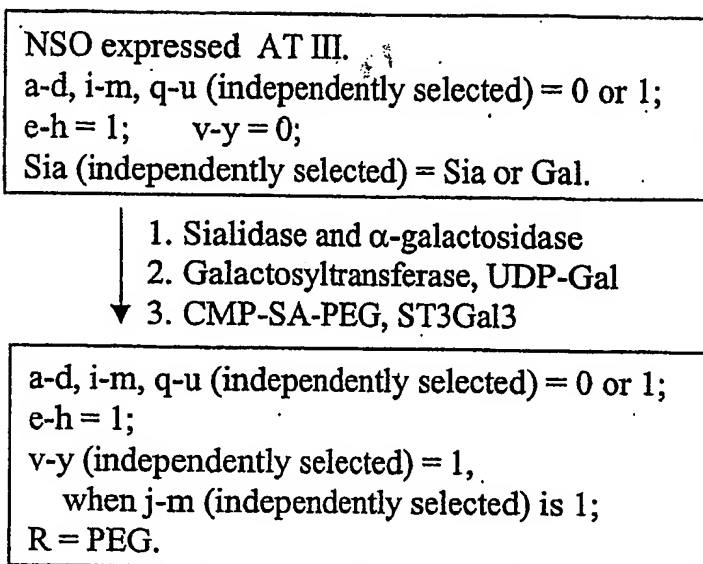 NSO expressed AT III.
a-d, i-m, q-u (independently selected) = 0 or 1;
e-h = 1; v-y = 0;
Sia (independently selected) = Sia or Gal.
1. Sialidase and α-galactosidase
2. Galactosyltransferase, UDP-Gal
3. CMP-SA-PEG, ST3Gal3
a-d, i-m, q-u (independently selected) = 0 or 1;
e-h = 1;
v-y (independently selected) = 1,
when j-m (independently selected) is 1;
R = PEG.